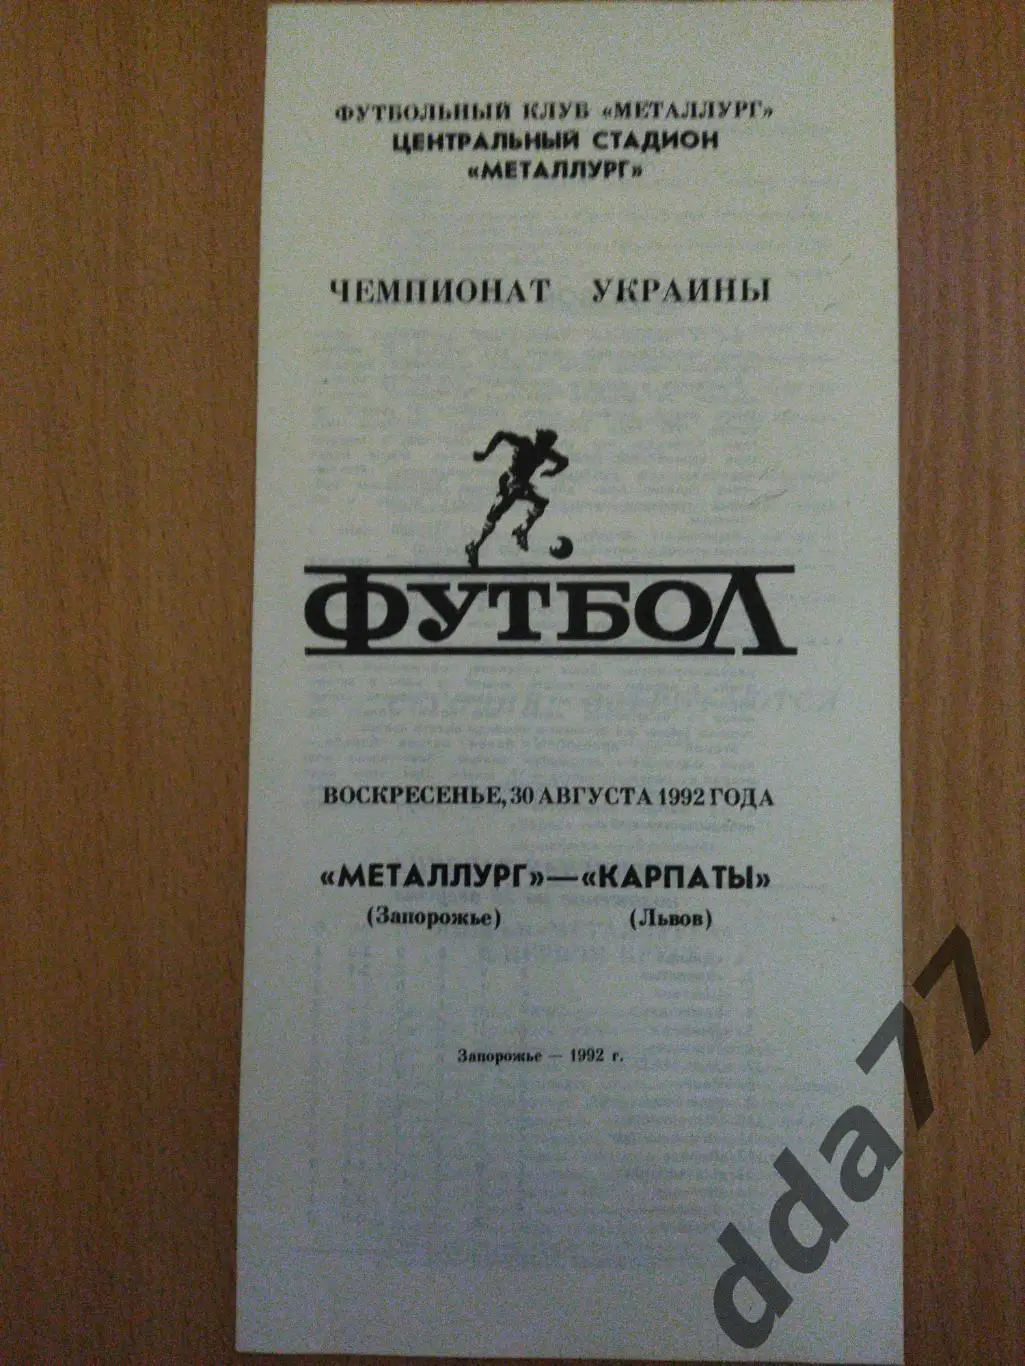 ФУТБОЛЬНЫЙ КЛУБ «МЕТАЛЛУРГ»
ЦЕНТРАЛЬНЫЙ СТАДИОН
«МЕТАЛЛУРГ»
ЧЕМПИОНАТ УКРАИНЫ
ФУТБОЛ
ВОСКРЕСЕНЬЕ, 30 АВГУСТА 1992 ГОДА
«МЕТАЛЛУРГ»—«КАРПАТЫ»
(Запорожье) (Львов)
Запорожье — 1992 г.
dda77